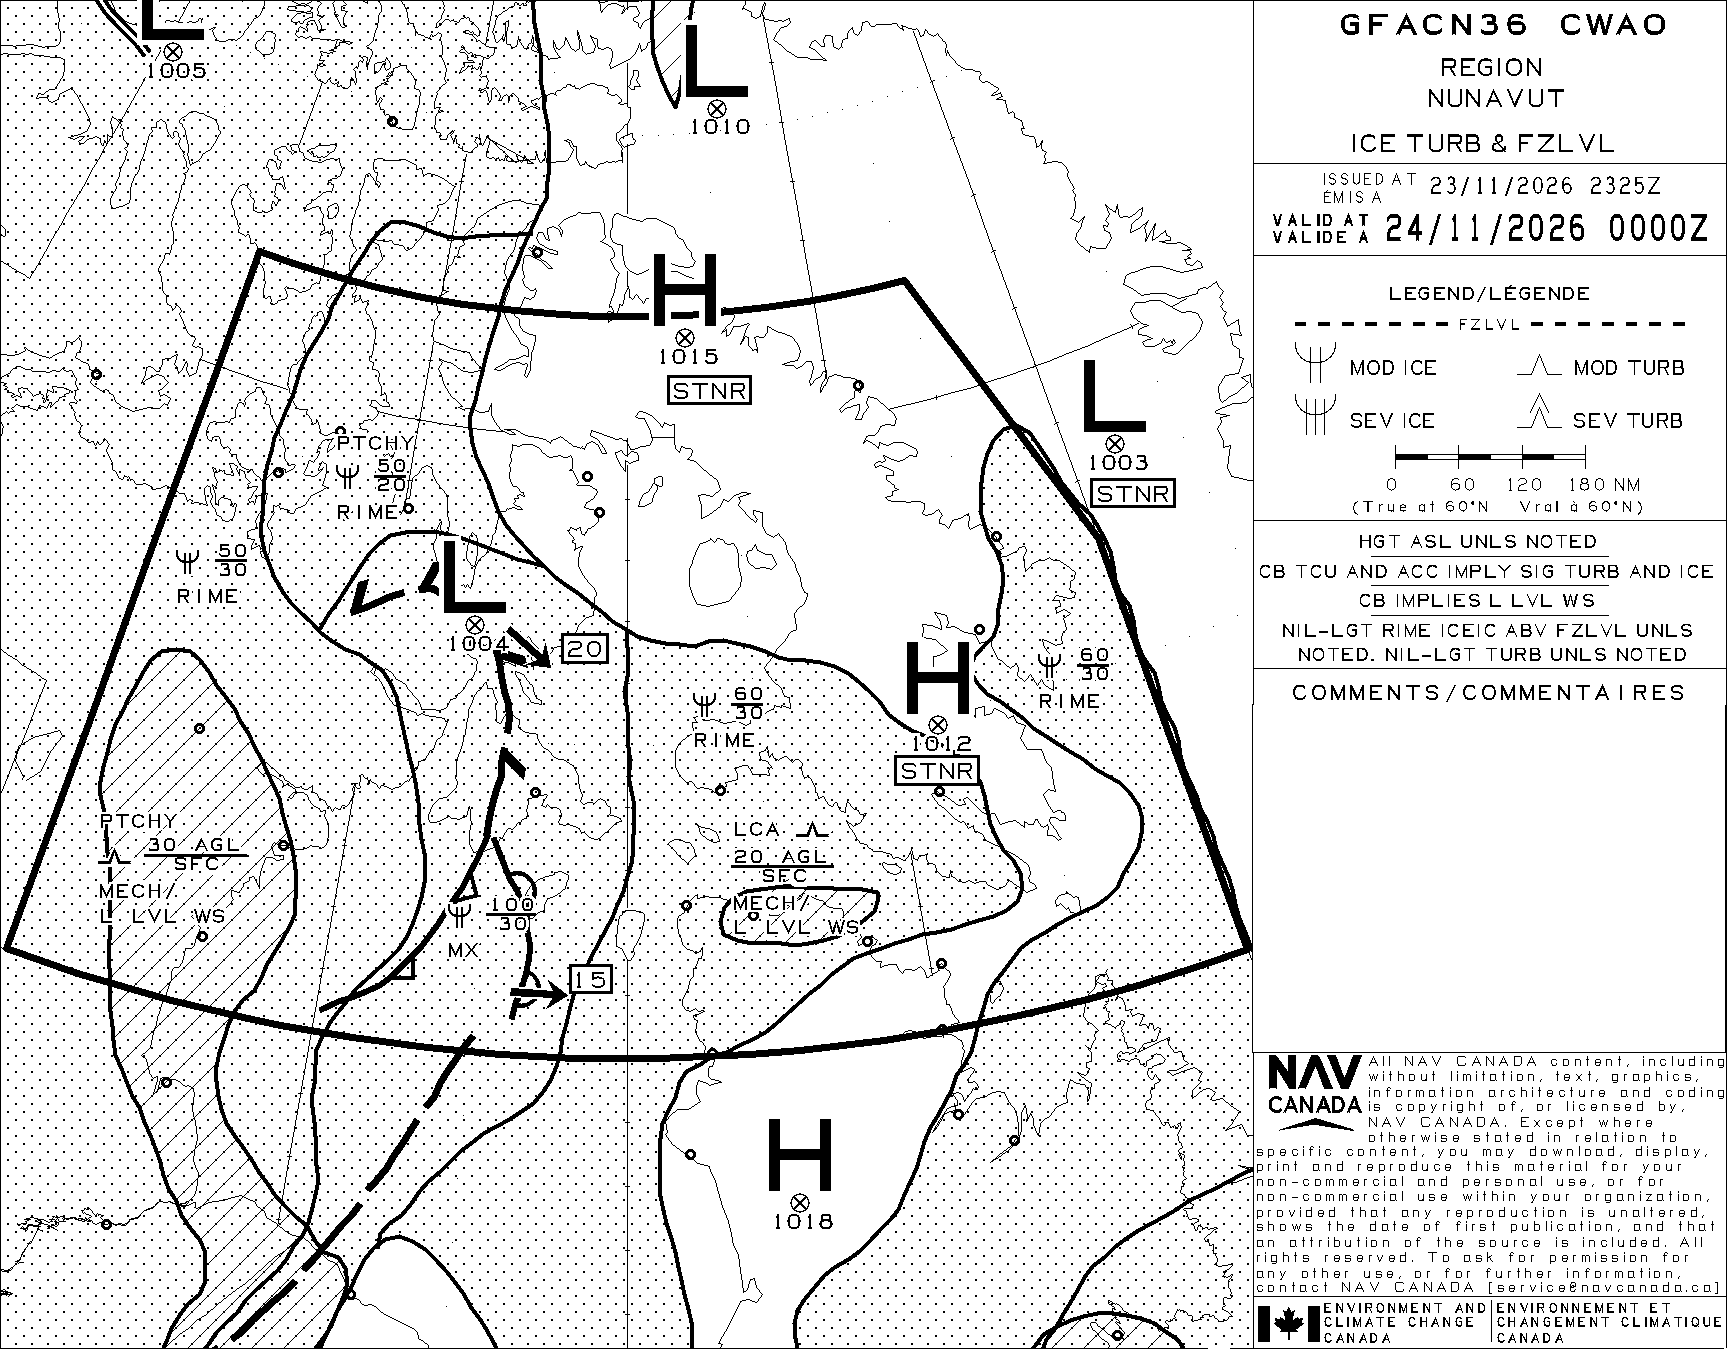 L
1005
L
1010
H
1015
STNR
L
1003
STNR
PTCHY
50
20
RIME
50
30
RIME
L
1004
20
60
30
RIME
H
1012
STNR
60
30
RIME
PTCHY
30 AGL
SFC
MECH/
L LVL WS
LCA
20 AGL
SFC
MECH/
L LVL WS
100
30
MX
15
H
1018
GFACN36 CWAO
REGION
NUNAVUT
ICE TURB & FZLVL
ISSUED AT 23/11/2026 2325Z
ÉMIS A
VALID AT 24/11/2026 0000Z
VALIDE A
LEGEND/LÉGENDE
FZLVL
MOD ICE MOD TURB
SEV ICE SEV TURB
0 60 120 180 NM
(True at 60°N Vrai à 60°N)
HGT ASL UNLS NOTED
CB TCU AND ACC IMPLY SIG TURB AND ICE
CB IMPLIES L LVL WS
NIL-LGT RIME ICEIC ABV FZLVL UNLS
NOTED. NIL-LGT TURB UNLS NOTED
COMMENTS/COMMENTAIRES
NAV
CANADA
All NAV CANADA content, including
without limitation, text, graphics,
information architecture and coding
is copyright of, or licensed by,
NAV CANADA. Except where
otherwise stated in relation to
specific content, you may download, display,
print and reproduce this material for your
non-commercial and personal use, or for
non-commercial use within your organization,
provided that any reproduction is unaltered,
shows the date of first publication, and that
an attribution of the source is included. All
rights reserved. To ask for permission for
any other use, or for further information,
contact NAV CANADA [service@navcanada.ca]
ENVIRONMENT AND
CLIMATE CHANGE
CANADA
ENVIRONNEMENT ET
CHANGEMENT CLIMATIQUE
CANADA